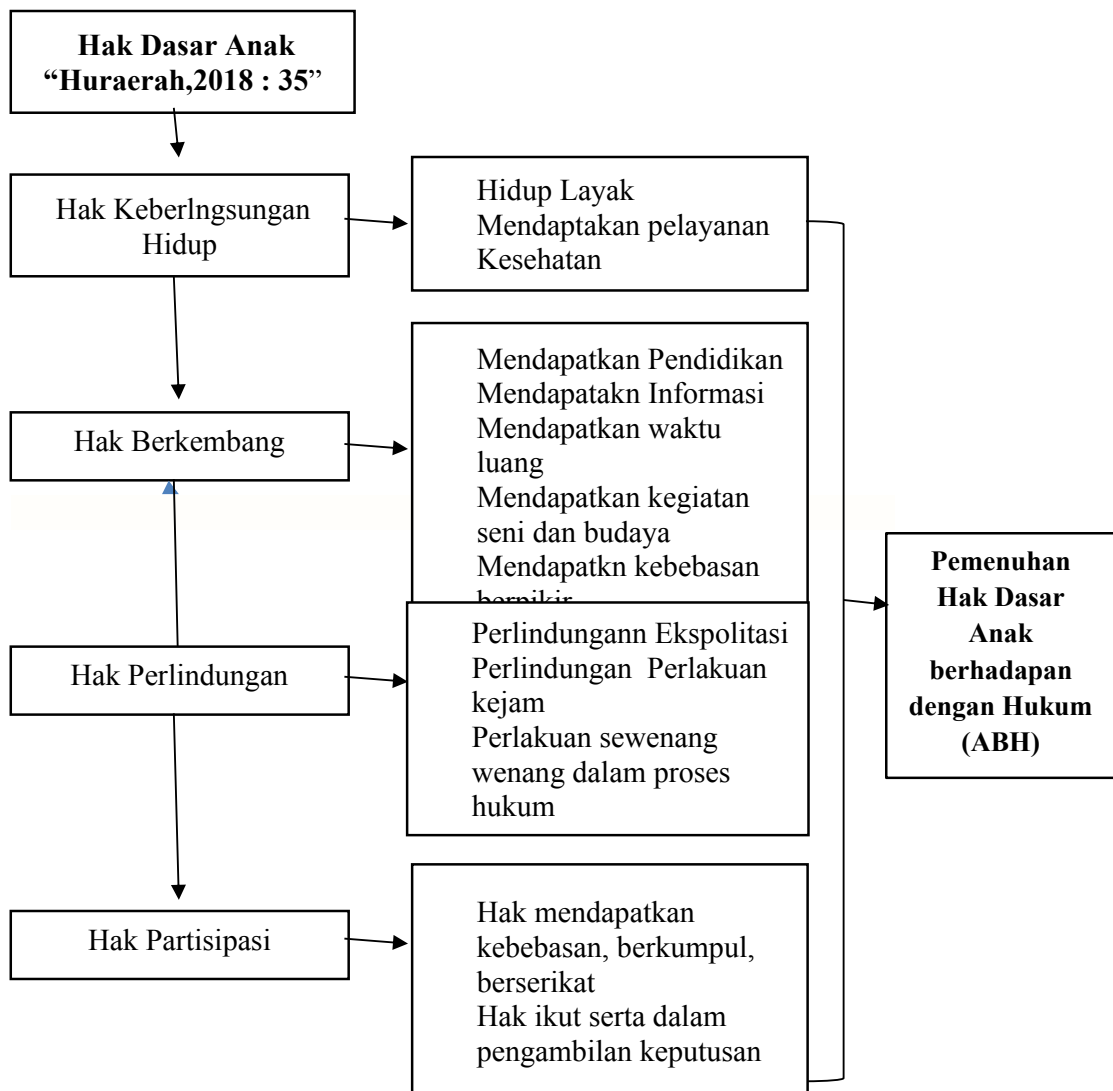 Hak Dasar Anak
“Huraerah,2018 : 35”
Hak Keberlngsungan
Hidup
Hidup Layak
Mendaptakan pelayanan
Kesehatan
Hak Berkembang
Mendapatkan Pendidikan
Mendapatakn Informasi
Mendapatkan waktu
luang
Mendapatkan kegiatan
seni dan budaya
Mendapatkn kebebasan
berpikir
Hak Perlindungan
Perlindungann Ekspolitasi
Perlindungan  Perlakuan
kejam
Perlakuan sewenang
wenang dalam proses
hukum
Hak Partisipasi
Hak mendapatkan
kebebasan, berkumpul,
berserikat
Hak ikut serta dalam
pengambilan keputusan
Pemenuhan
Hak Dasar
Anak
berhadapan
dengan Hukum
(ABH)